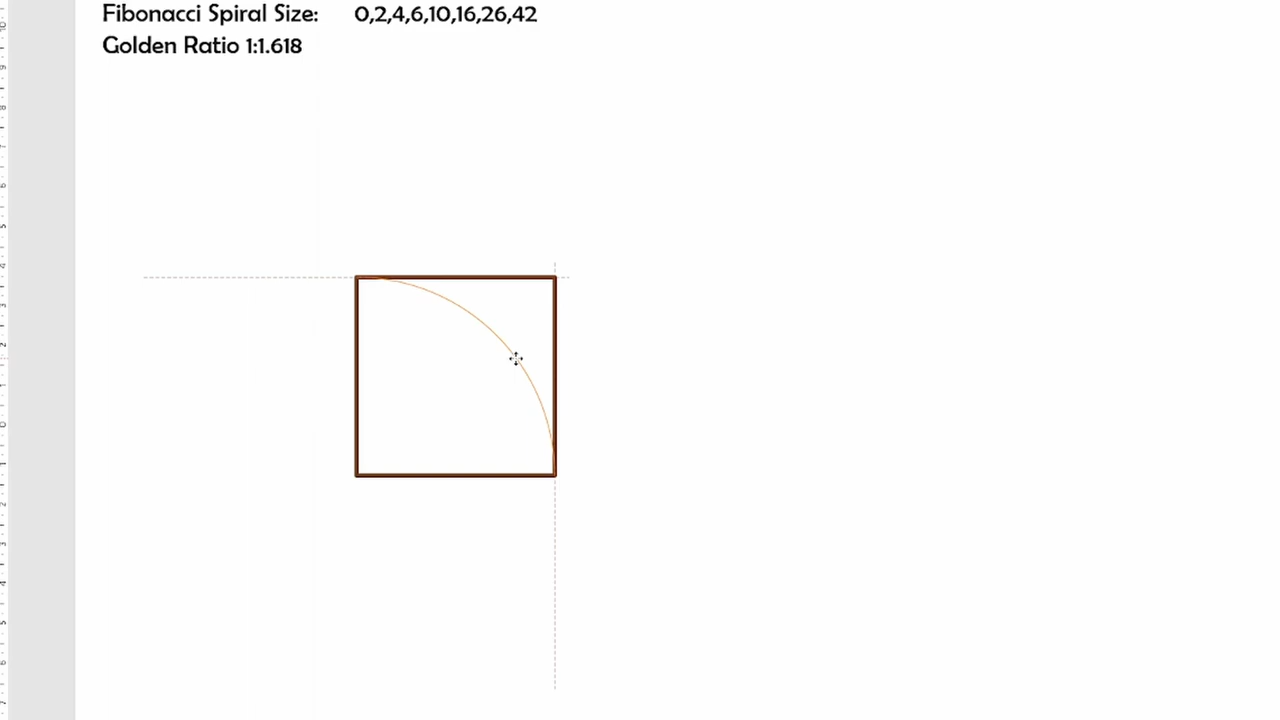 Fibonacci Spiral Size: 0,2,4,6,10,16,26,42
Golden Ratio 1:1.618